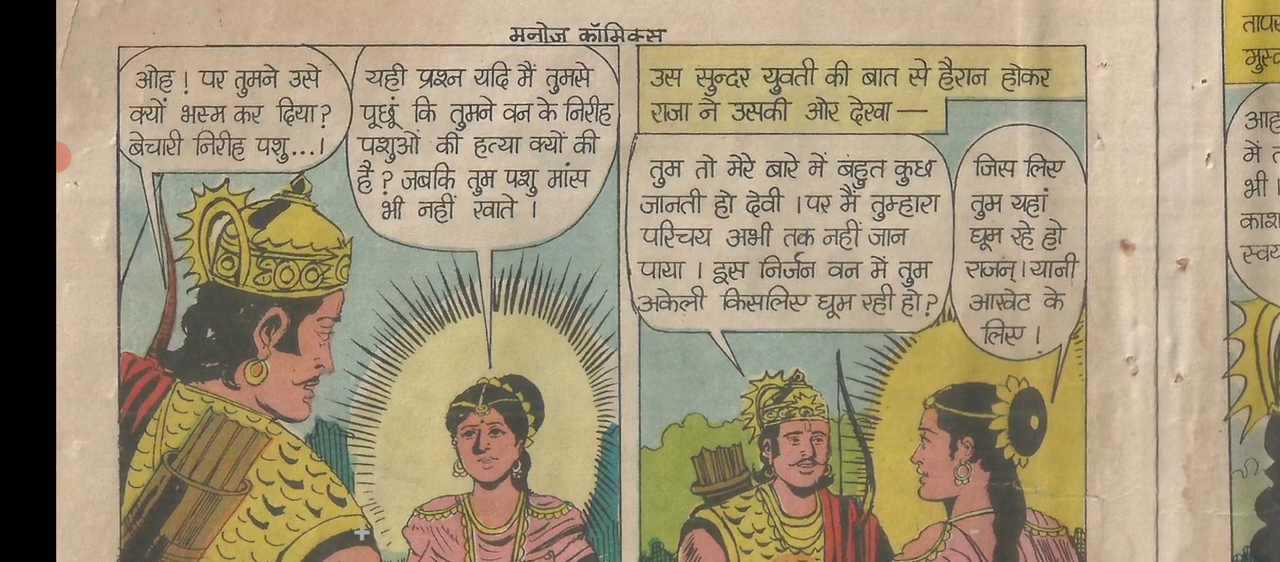 मनोज कॉमिक्स
ओह ! पर तुमने उसे
क्यों भस्म कर दिया ?
बेचारी निरीह पशु...।
यही प्रश्न यदि मैं तुमसे
पूछूं कि तुमने वन के निरीह
पशुओं की हत्या क्यों की
है ? जबकि तुम पशु मांस
भी नहीं खाते ।
उस सुन्दर युवती की बात से हैरान होकर
राजा ने उसकी ओर देखा —
तुम तो मेरे बारे में बहुत कुछ
जानती हो देवी । पर मैं तुम्हारा
परिचय अभी तक नहीं जान
पाया । इस निर्जन वन में तुम
अकेली किसलिए घूम रही हो ?
जिस लिए
तुम यहां
घूम रहे हो
राजन् । यानी
आखेट के
लिए !
भी ।